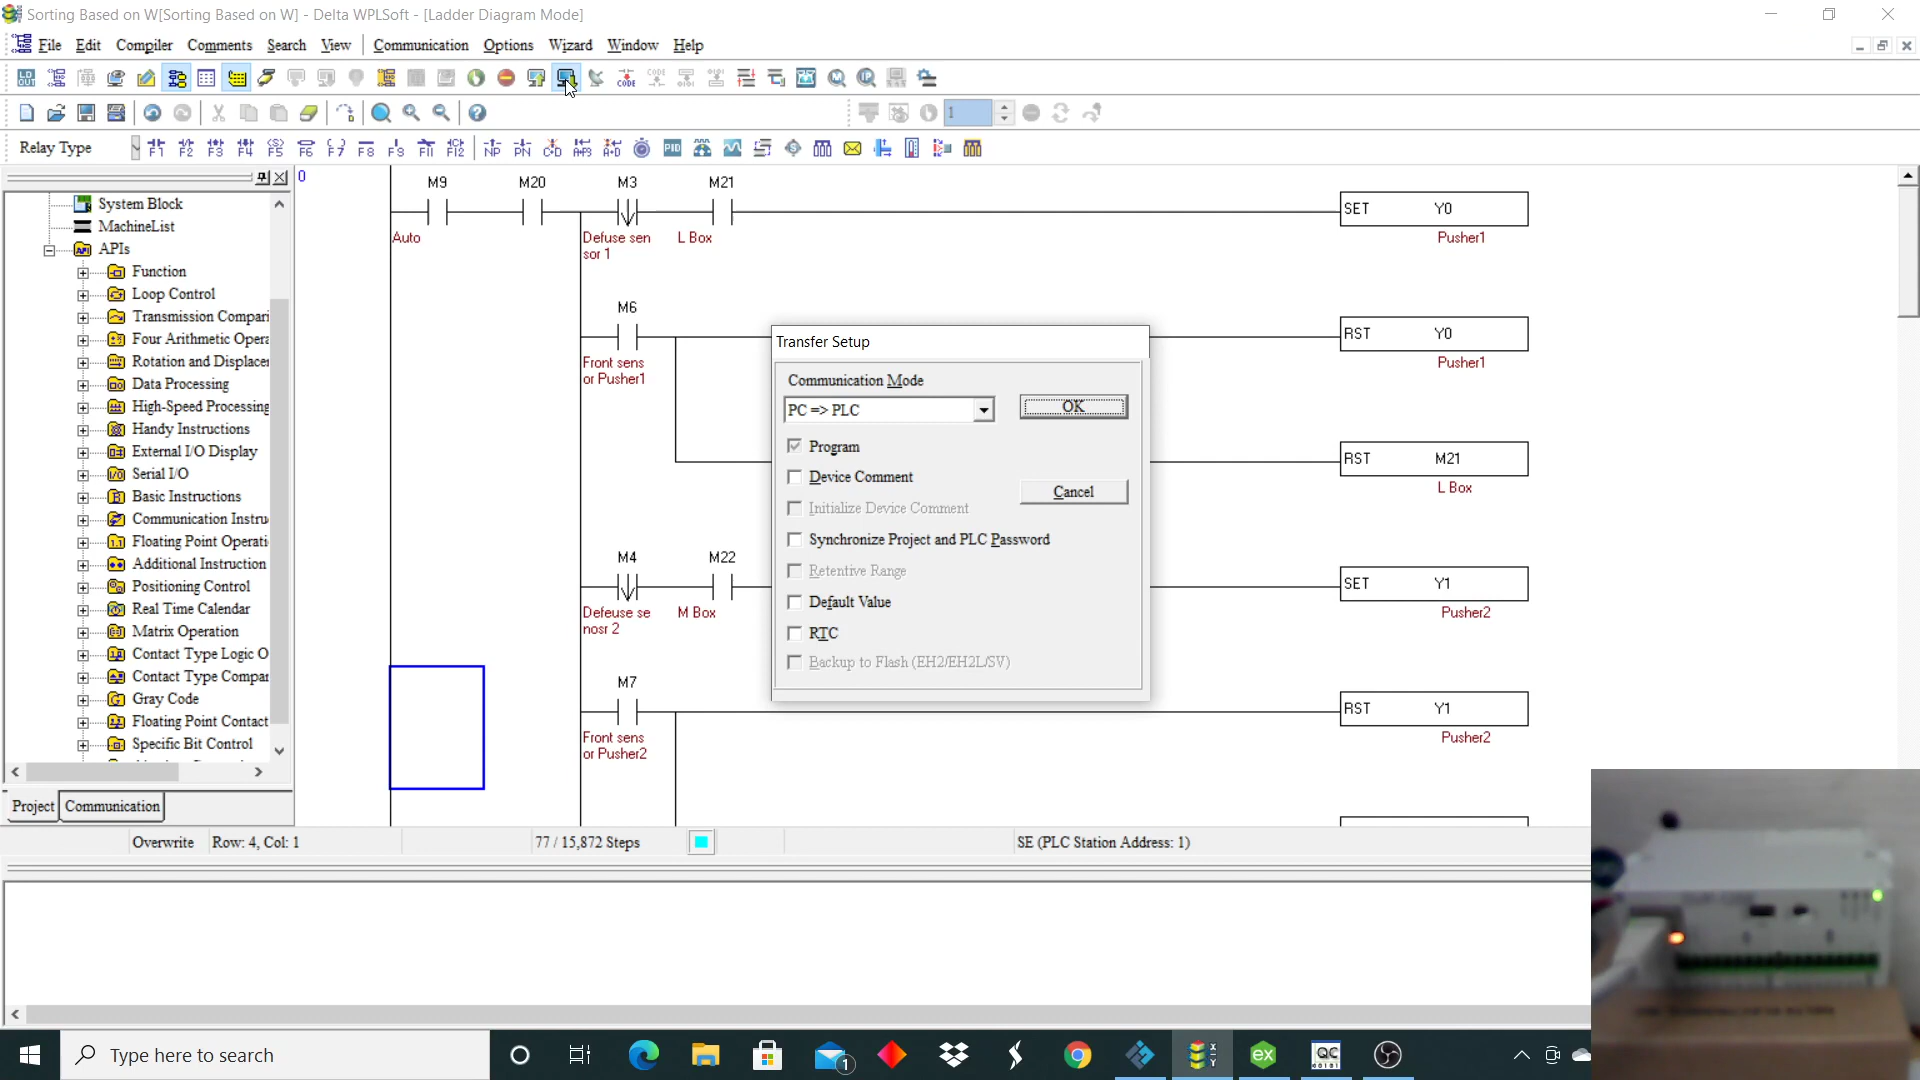 Sorting Based on W[Sorting Based on W] - Delta WPLSoft - [Ladder Diagram Mode]
File Edit Compiler Comments Search View Communication Options Wizard Window Help
1
Relay Type
0
System Block
MachineList
APIs
Function
Loop Control
Transmission Compari
Four Arithmetic Opera
Rotation and Displace
Data Processing
High-Speed Processing
Handy Instructions
External I/O Display
Serial I/O
Basic Instructions
Communication Instru
Floating Point Operati
Additional Instruction
Positioning Control
Real Time Calendar
Matrix Operation
Contact Type Logic O
Contact Type Compar
Gray Code
Floating Point Contact
Specific Bit Control
Project Communication
M9 M20 M3 M21
SET Y0
Auto
Defuse sen
sor 1
L Box
Pusher1
M6
RST Y0
Front sens
or Pusher1
Pusher1
RST M21
L Box
M4 M22
SET Y1
Defeuse se
nosr 2
M Box
Pusher2
M7
RST Y1
Front sens
or Pusher2
Pusher2
Transfer Setup
Communication Mode
PC => PLC
OK
Program
Device Comment
Cancel
Initialize Device Comment
Synchronize Project and PLC Password
Retentive Range
Default Value
RTC
Backup to Flash (EH2/EH2L/SV)
Overwrite Row: 4, Col: 1 77 / 15,872 Steps SE (PLC Station Address: 1)
Type here to search